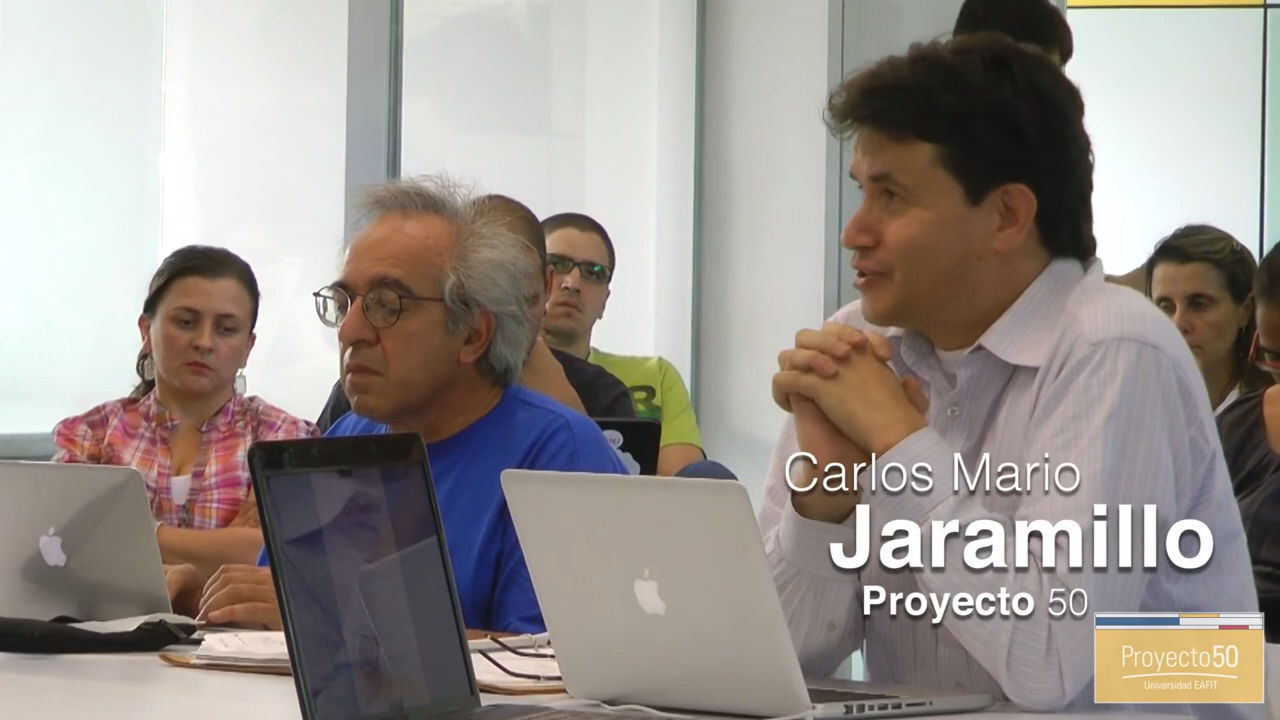 Carlos Mario
Jaramillo
Proyecto 50
Proyecto50
Universidad EAFIT